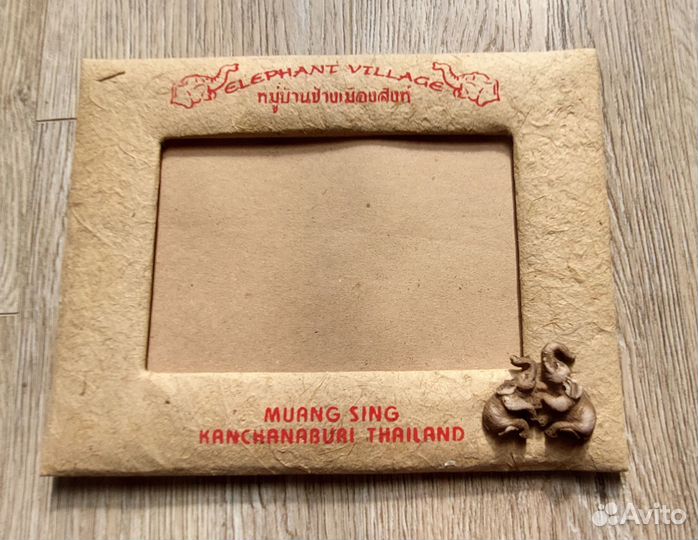 ELEPHANT VILLAGE
หมู่บ้านช้างเมืองสิงห์
MUANG SING
KANCHANABURI THAILAND
Avito